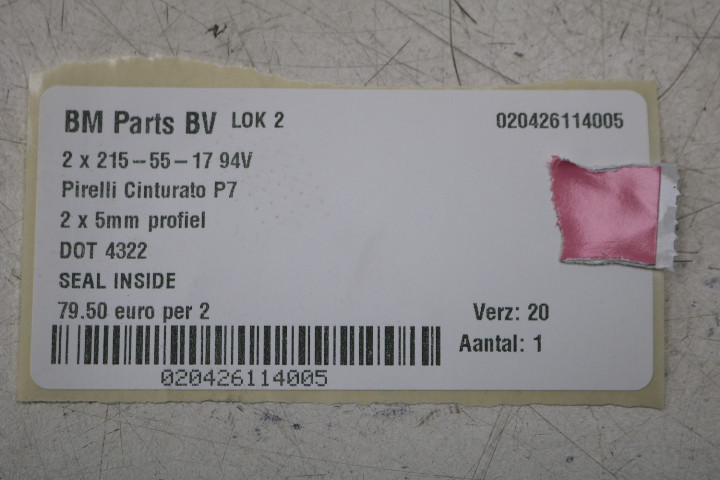 BM Parts BV LOK 2 020426114005
2 x 215-55-17 94V
Pirelli Cinturato P7
2 x 5mm profiel
DOT 4322
SEAL INSIDE
79.50 euro per 2 Verz: 20
Aantal: 1
020426114005